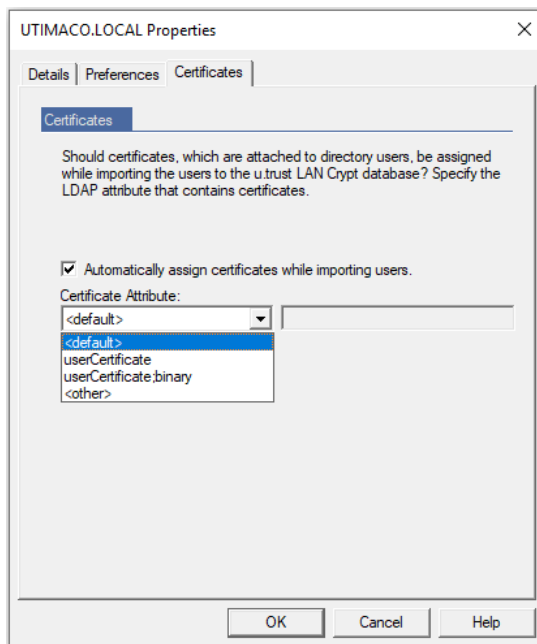 UTIMACO.LOCAL Properties
Details
Preferences
Certificates
Certificates
Should certificates, which are attached to directory users, be assigned
while importing the users to the u.trust LAN Crypt database? Specify the
LDAP attribute that contains certificates.
Automatically assign certificates while importing users.
Certificate Attribute:
<default>
<default>
userCertificate
userCertificate;binary
<other>
OK
Cancel
Help